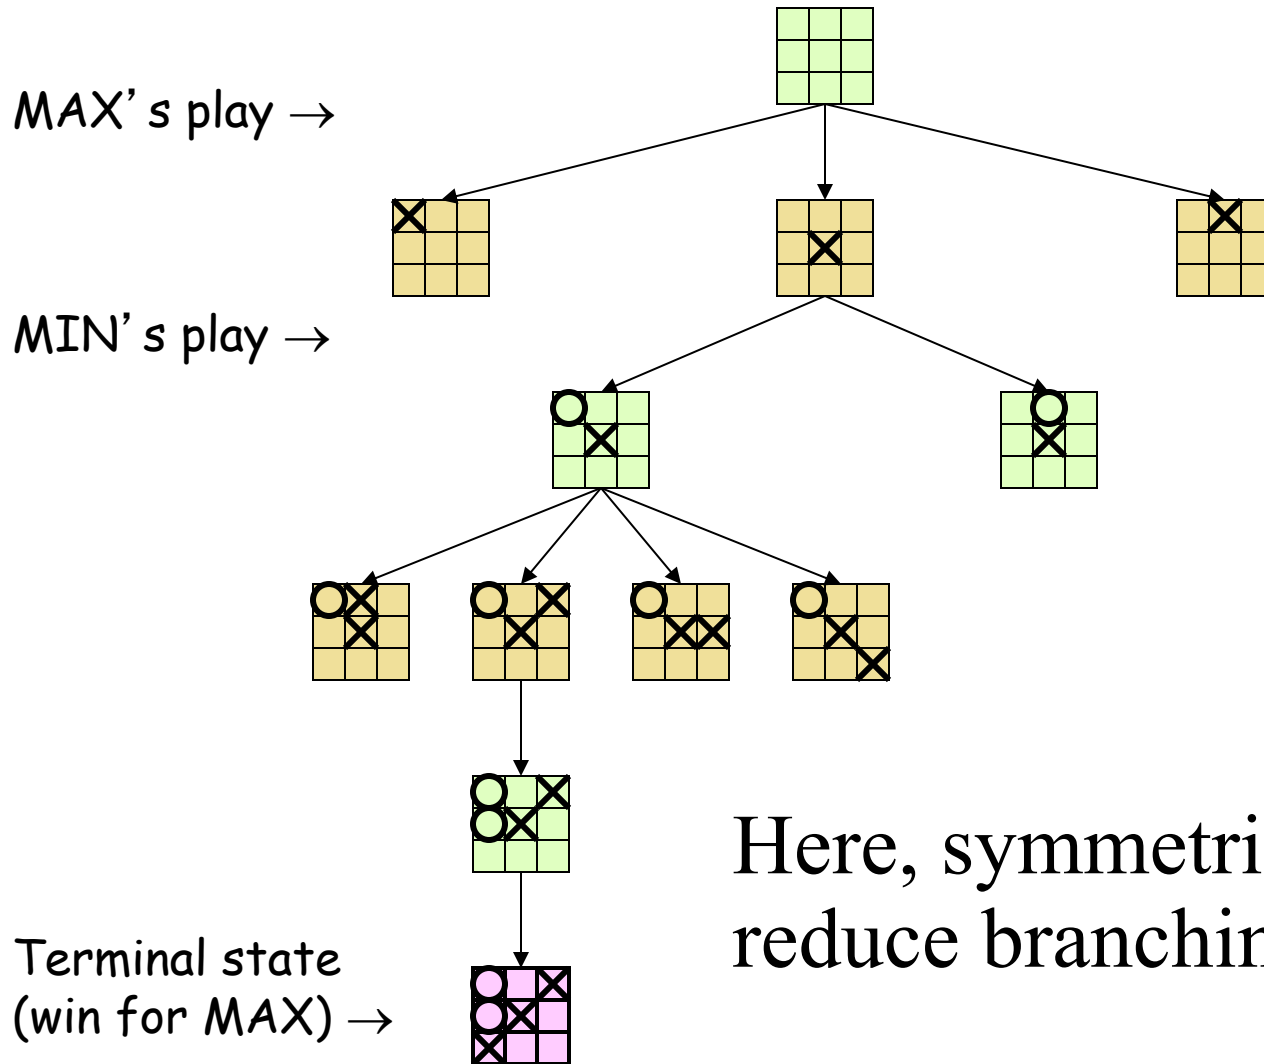 MAX's play →
MIN's play →
Here, symmetri
reduce branchin
Terminal state
(win for MAX) →